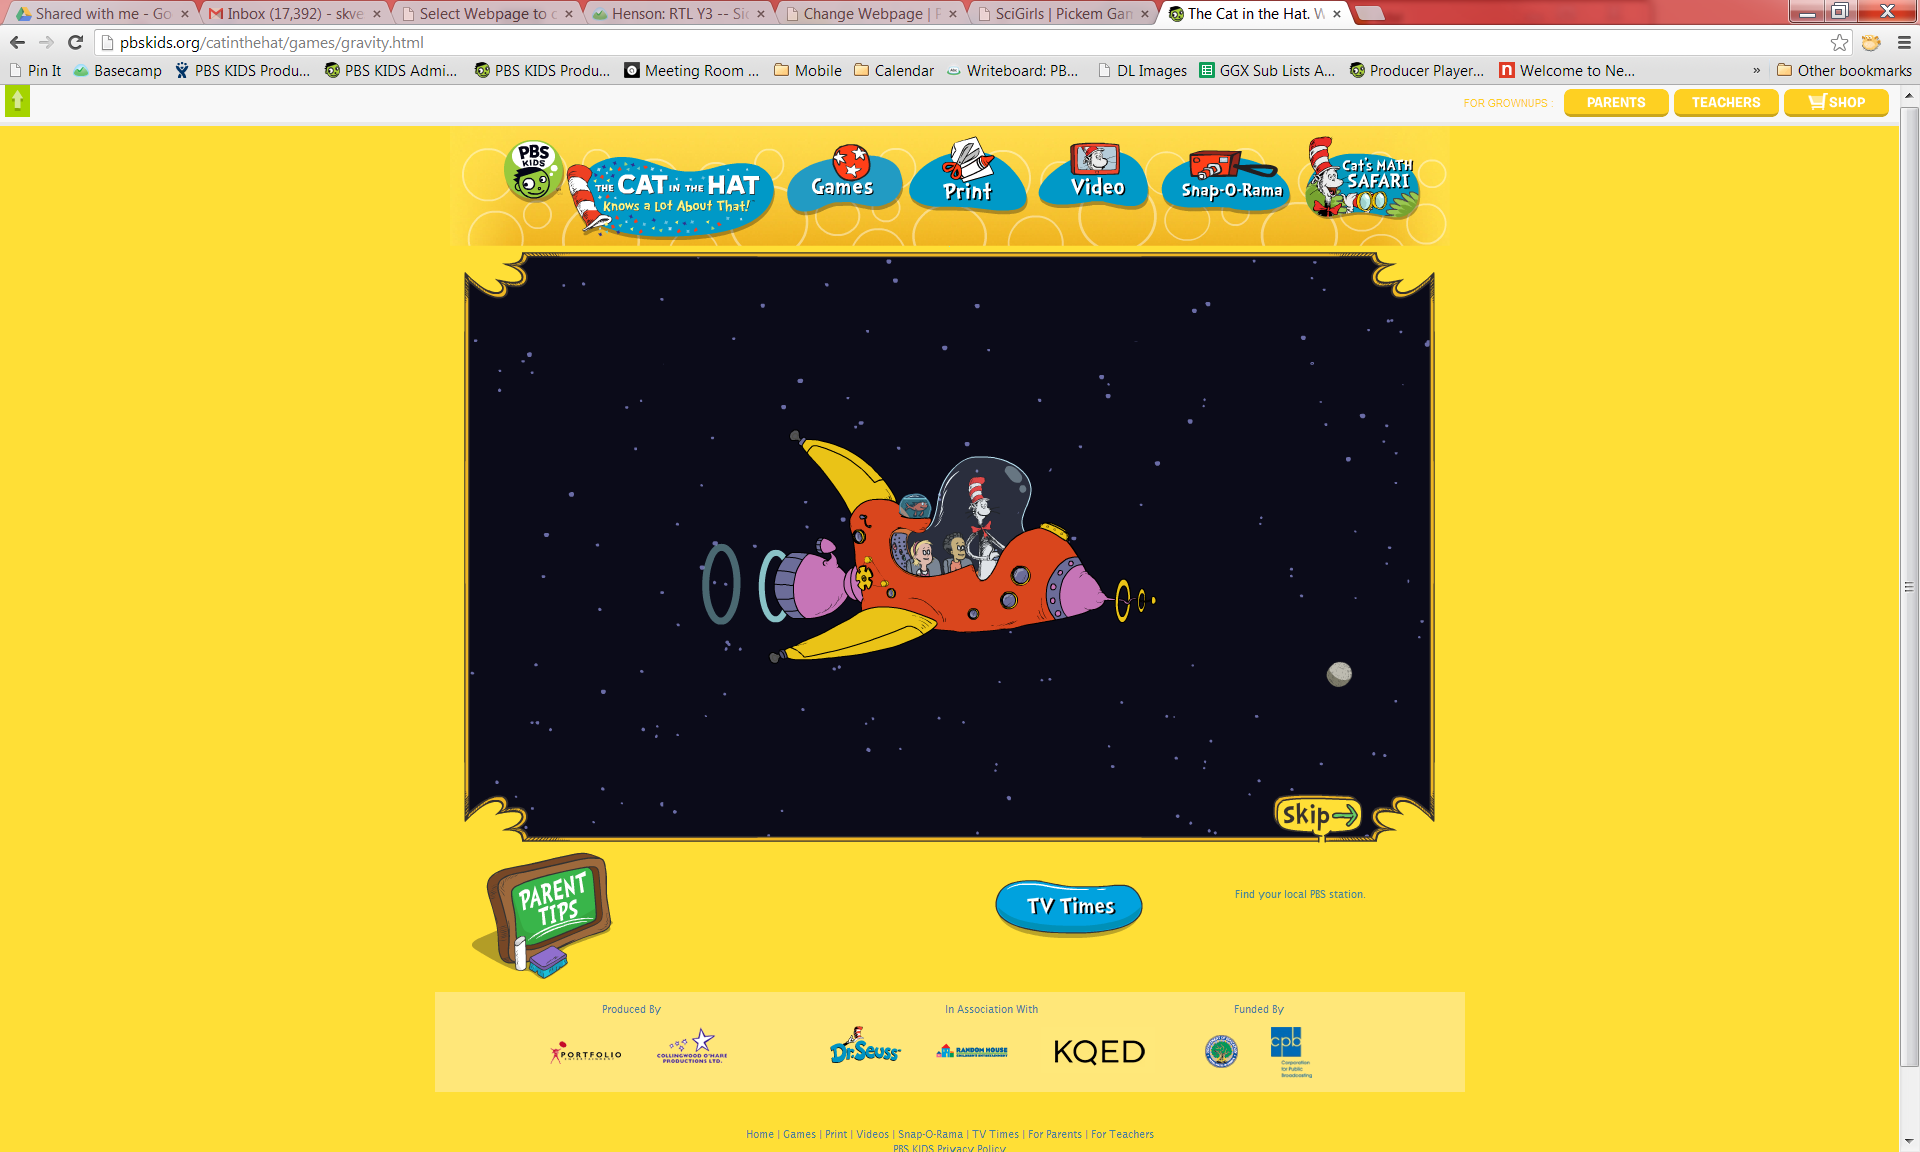 Shared with me - Go
Inbox (17,392) - skve
Select Webpage to c
Henson: RTL Y3 -- Sic
Change Webpage | P
SciGirls | Pickem Gam
The Cat in the Hat. W
pbskids.org/catinthehat/games/gravity.html
Pin It
Basecamp
PBS KIDS Produ...
PBS KIDS Admi...
PBS KIDS Produ...
Meeting Room ...
Mobile
Calendar
Writeboard: PB...
DL Images
GGX Sub Lists A...
Producer Player...
Welcome to Ne...
»
Other bookmarks
FOR GROWNUPS :
PARENTS
TEACHERS
SHOP
PBS
KIDS
THE CAT IN THE HAT
Knows a Lot About That!
Games
Print
Video
Snap-O-Rama
Cat's MATH
SAFARI
Skip
PARENT
TIPS
TV Times
Find your local PBS station.
Produced By
In Association With
Funded By
PORTFOLIO
ENTERTAINMENT
COLLINGWOOD O'HARE
PRODUCTIONS LTD.
Dr. Seuss
RANDOM HOUSE
CHILDREN'S ENTERTAINMENT
KQED
cpb
Corporation
for Public
Broadcasting
Home | Games | Print | Videos | Snap-O-Rama | TV Times | For Parents | For Teachers
PBS KIDS Privacy Policy